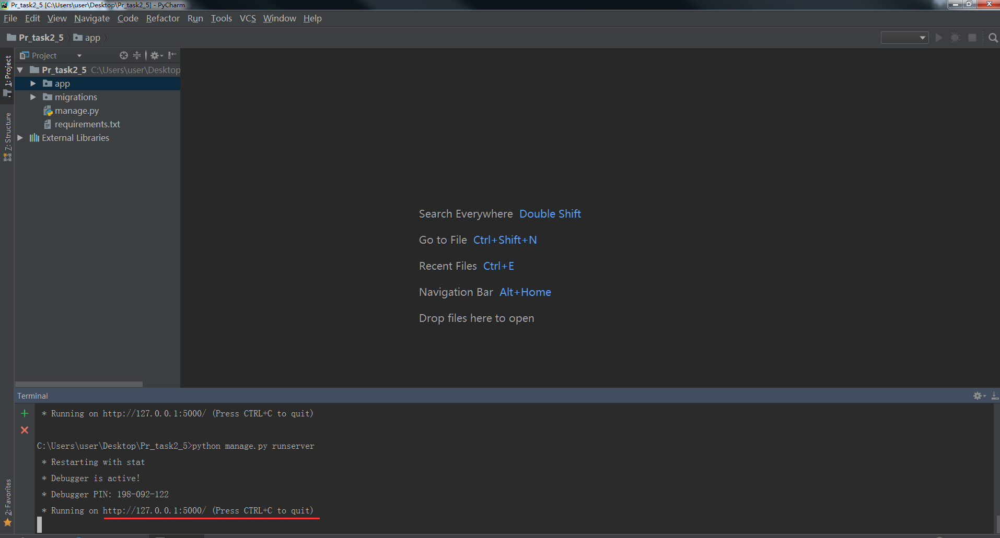 Pr_task2_5 [C:\Users\user\Desktop\Pr_task2_5] - PyCharm
File Edit View Navigate Code Refactor Run Tools VCS Window Help
Pr_task2_5 app
Project
1: Project
Pr_task2_5 C:\Users\user\Desktop
app
migrations
manage.py
requirements.txt
External Libraries
7: Structure
Search Everywhere Double Shift
Go to File Ctrl+Shift+N
Recent Files Ctrl+E
Navigation Bar Alt+Home
Drop files here to open
Terminal
* Running on http://127.0.0.1:5000/ (Press CTRL+C to quit)
C:\Users\user\Desktop\Pr_task2_5>python manage.py runserver
* Restarting with stat
* Debugger is active!
* Debugger PIN: 198-092-122
* Running on http://127.0.0.1:5000/ (Press CTRL+C to quit)
2: Favorites